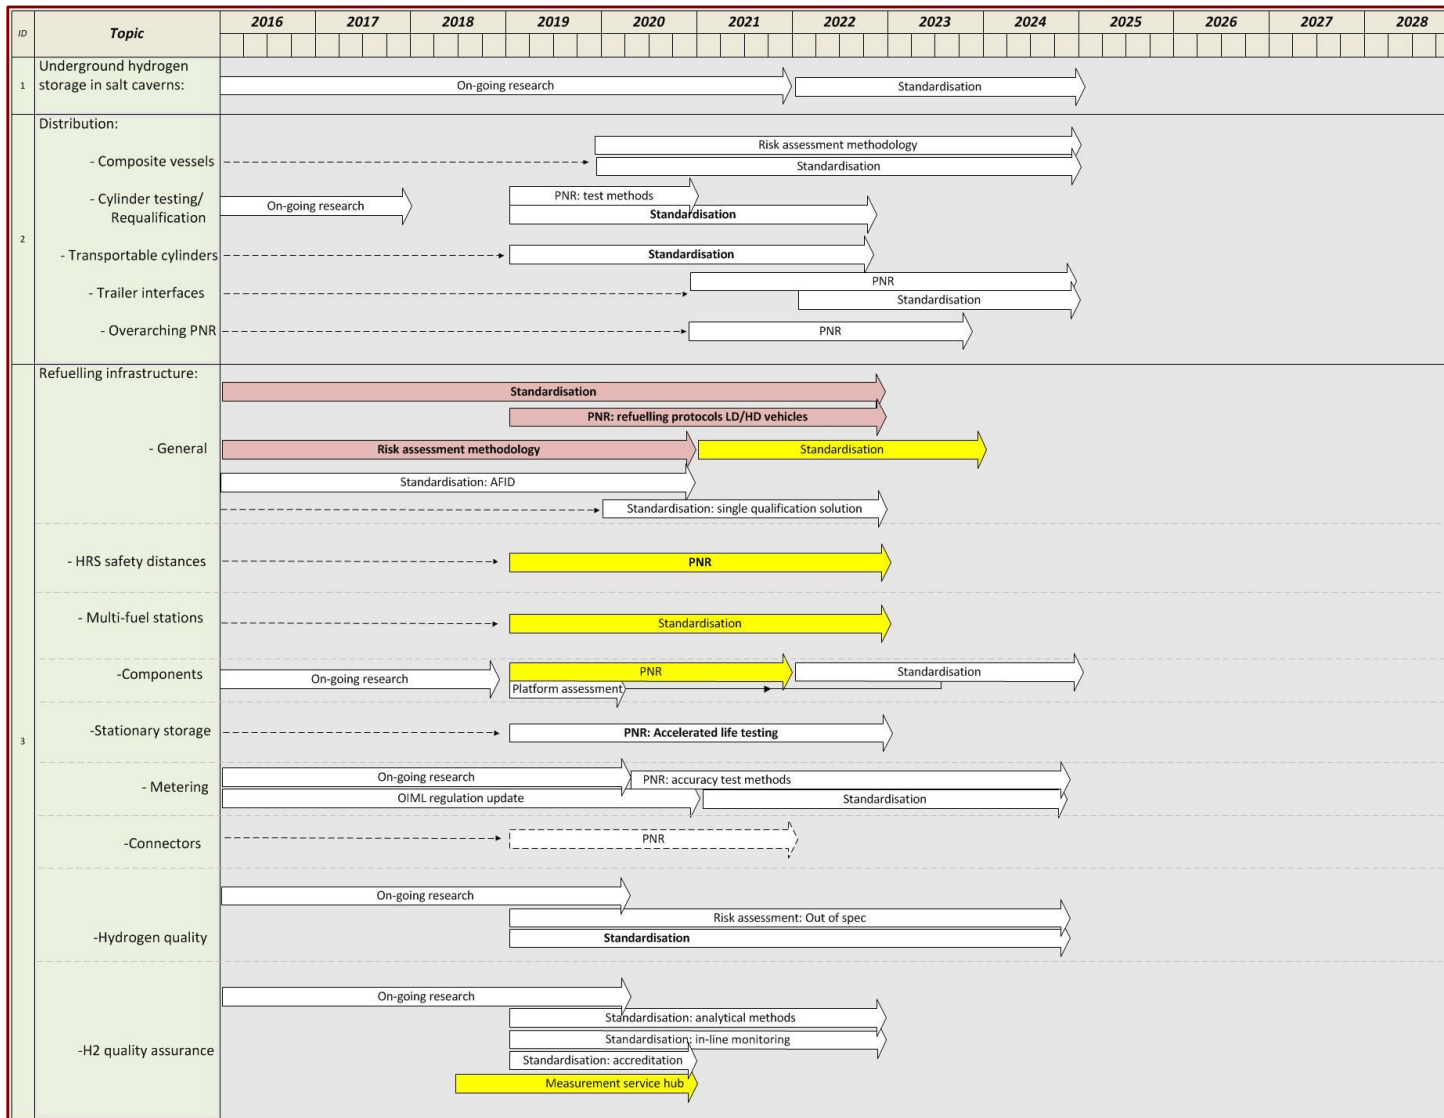 ID Topic 2016 2017 2018 2019 2020 2021 2022 2023 2024 2025 2026 2027 2028
1
Underground hydrogen
storage in salt caverns:
On-going research
Standardisation
2
Distribution:
Risk assessment methodology
- Composite vessels
Standardisation
- Cylinder testing/
Requalification
On-going research
PNR: test methods
Standardisation
- Transportable cylinders
Standardisation
PNR
- Trailer interfaces
Standardisation
- Overarching PNR
PNR
3
Refuelling infrastructure:
Standardisation
PNR: refuelling protocols LD/HD vehicles
- General
Risk assessment methodology
Standardisation
Standardisation: AFID
Standardisation: single qualification solution
- HRS safety distances
PNR
- Multi-fuel stations
Standardisation
-Components
On-going research
PNR
Standardisation
Platform assessment
-Stationary storage
PNR: Accelerated life testing
- Metering
On-going research
PNR: accuracy test methods
OIML regulation update
Standardisation
-Connectors
PNR
On-going research
Risk assessment: Out of spec
-Hydrogen quality
Standardisation
On-going research
Standardisation: analytical methods
Standardisation: in-line monitoring
-H2 quality assurance
Standardisation: accreditation
Measurement service hub